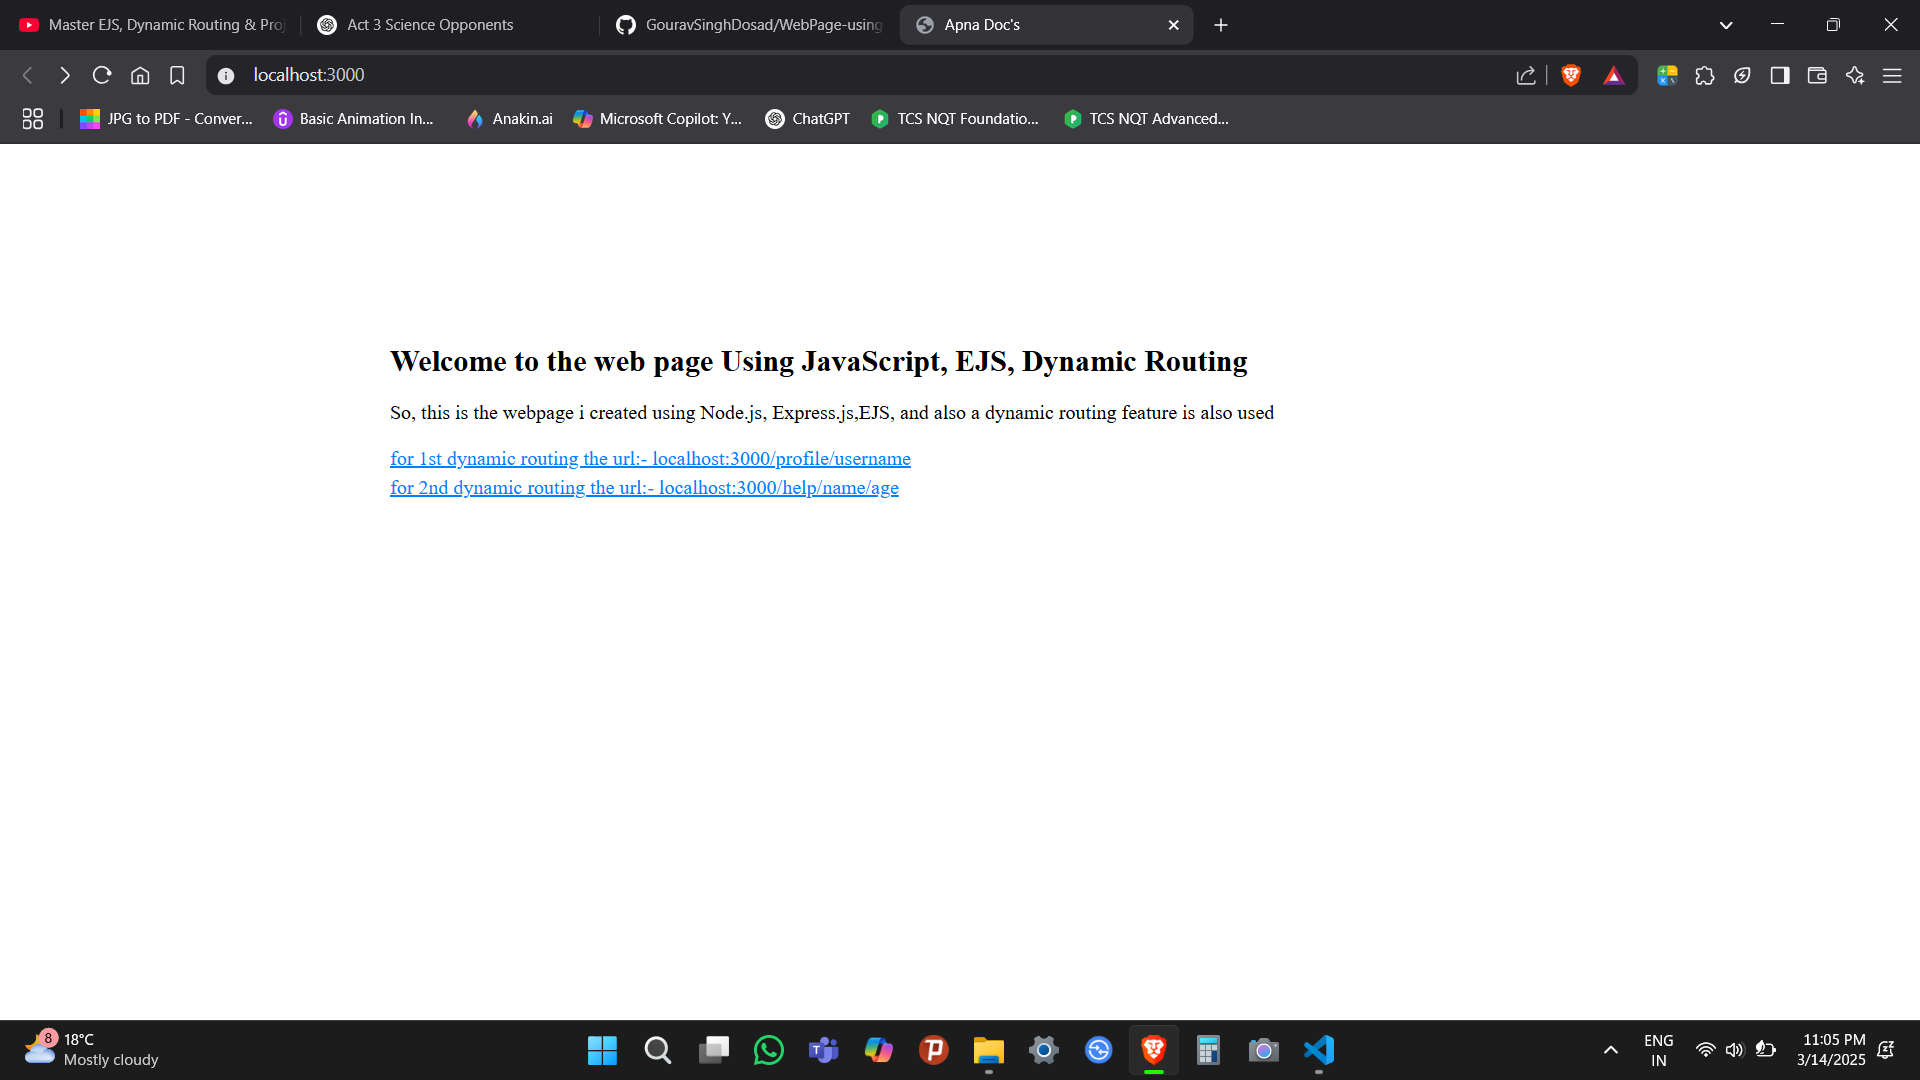 Master EJS, Dynamic Routing & Proj
Act 3 Science Opponents
GouravSinghDosad/WebPage-using
Apna Doc's
localhost:3000
JPG to PDF - Conver...
Basic Animation In...
Anakin.ai
Microsoft Copilot: Y...
ChatGPT
TCS NQT Foundatio...
TCS NQT Advanced...
Welcome to the web page Using JavaScript, EJS, Dynamic Routing
So, this is the webpage i created using Node.js, Express.js,EJS, and also a dynamic routing feature is also used
for 1st dynamic routing the url:- localhost:3000/profile/username
for 2nd dynamic routing the url:- localhost:3000/help/name/age
8
18°C
Mostly cloudy
ENG
IN
11:05 PM
3/14/2025